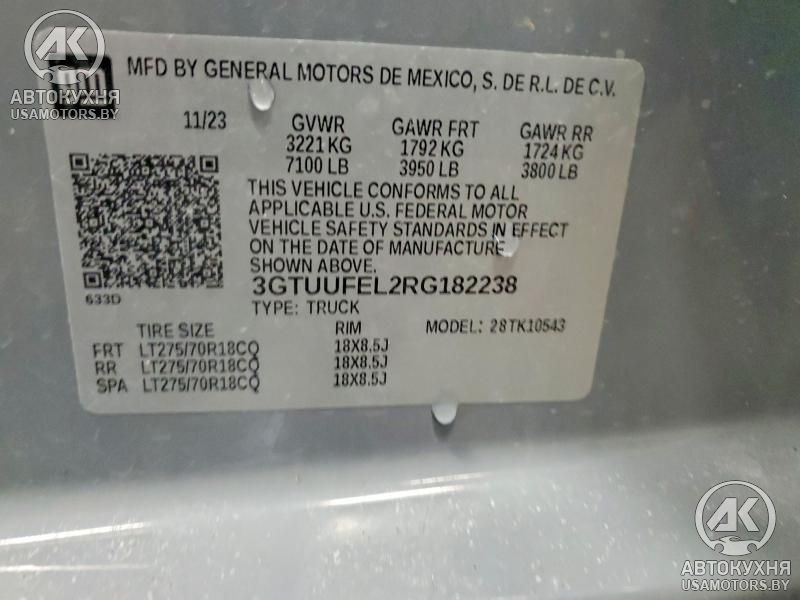 AK
АВТОКУХНЯ
USAMOTORS.BY
gm
MFD BY GENERAL MOTORS DE MEXICO, S. DE R.L. DE C.V.
11/23 GVWR GAWR FRT GAWR RR
3221 KG 1792 KG 1724 KG
7100 LB 3950 LB 3800 LB
THIS VEHICLE CONFORMS TO ALL
APPLICABLE U.S. FEDERAL MOTOR
VEHICLE SAFETY STANDARDS IN EFFECT
ON THE DATE OF MANUFACTURE
SHOWN ABOVE.
633D
3GTUUFEL2RG182238
TYPE: TRUCK MODEL: 28TK10543
TIRE SIZE RIM
FRT LT275/70R18CQ 18X8.5J
RR LT275/70R18CQ 18X8.5J
SPA LT275/70R18CQ 18X8.5J
AK
АВТОКУХНЯ
USAMOTORS.BY